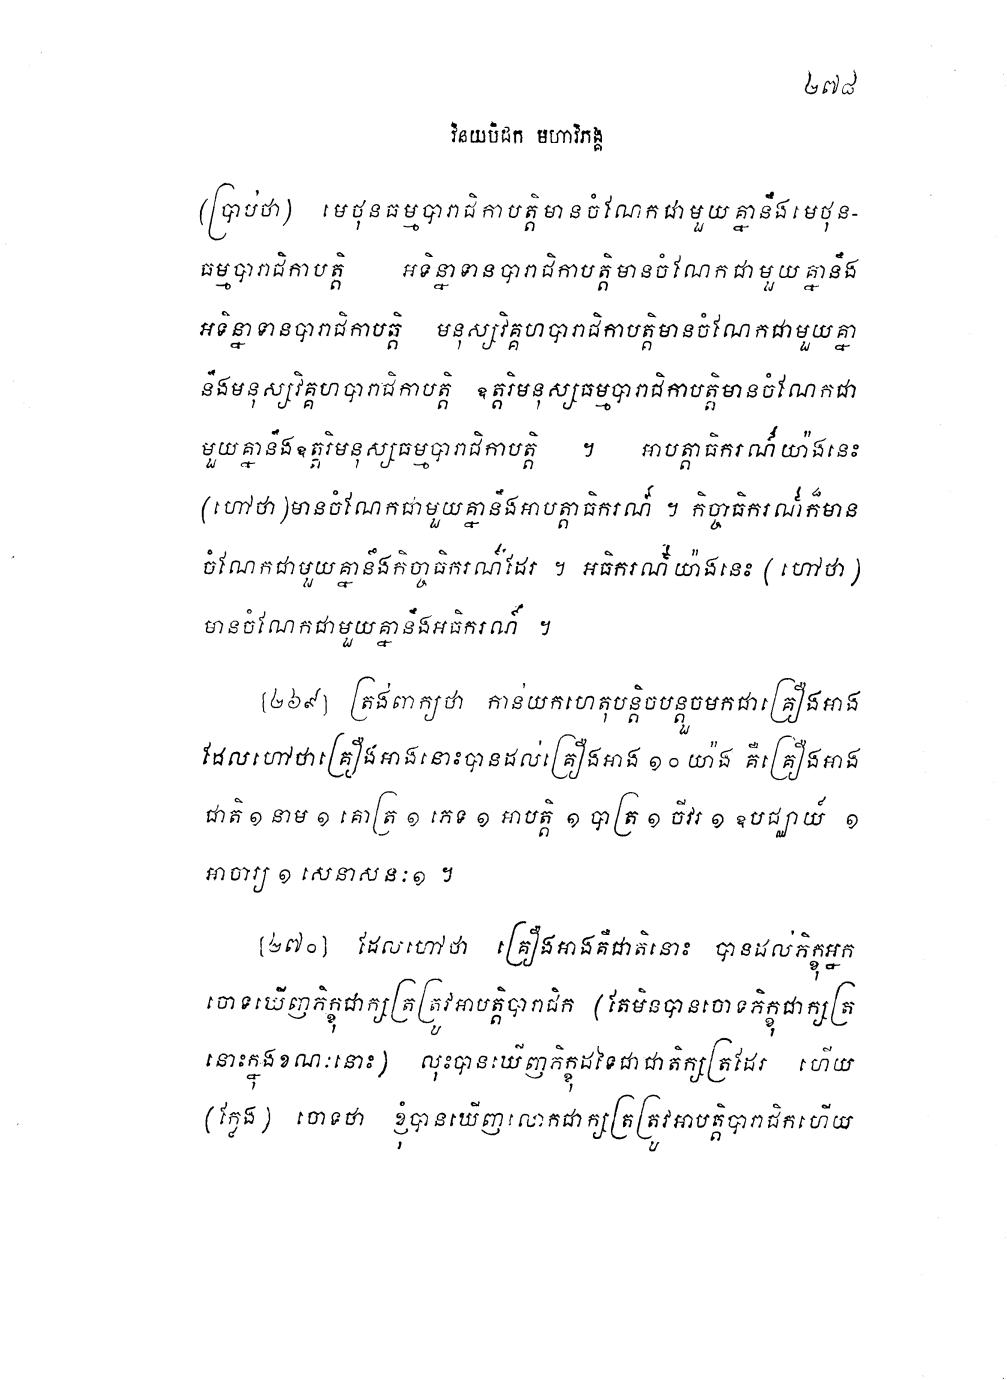 ២៧៨
វិនយបិដក មហាវិភង្គ
(ប្រាប់ថា) មេថុនធម្មបារាជិកាបត្តិមានចំណែកជាមួយគ្នានឹងមេថុន-
ធម្មបារាជិកាបត្តិ អទិន្នាទានបារាជិកាបត្តិមានចំណែកជាមួយគ្នានឹង
អទិន្នាទានបារាជិកាបត្តិ មនុស្សវិគ្គហបារាជិកាបត្តិមានចំណែកជាមួយគ្នា
នឹងមនុស្សវិគ្គហបារាជិកាបត្តិ ឧត្តរិមនុស្សធម្មបារាជិកាបត្តិមានចំណែកជា
មួយគ្នានឹងឧត្តរិមនុស្សធម្មបារាជិកាបត្តិ ។ អាបត្តាធិករណ៍យ៉ាងនេះ
(ហៅថា)មានចំណែកជាមួយគ្នានឹងអាបត្តាធិករណ៍ ។ កិច្ចាធិករណ៍ក៏មាន
ចំណែកជាមួយគ្នានឹងកិច្ចាធិករណ៍ដែរ ។ អធិករណ៍យ៉ាងនេះ (ហៅថា)
មានចំណែកជាមួយគ្នានឹងអធិករណ៍ ។
[២៦៩] ត្រង់ពាក្យថា កាន់យកហេតុបន្តិចបន្តួចមកជាគ្រឿងអាង
ដែលហៅថាគ្រឿងអាងនោះបានដល់គ្រឿងអាង ១០ យ៉ាង គឺគ្រឿងអាង
ជាតិ ១ នាម ១ គោត្រ ១ ភេទ ១ អាបត្តិ ១ បាត្រ ១ ចីវរ ១ ឧបជ្ឈាយ៍ ១
អាចារ្យ ១ សេនាសនៈ ១ ។
[២៧០] ដែលហៅថា គ្រឿងអាងគឺជាតិនោះ បានដល់ភិក្ខុអ្នក
ចោទឃើញភិក្ខុជាក្សត្រត្រូវអាបត្តិបារាជិក (តែមិនបានចោទភិក្ខុជាក្សត្រ
នោះក្នុងខណៈនោះ) លុះបានឃើញភិក្ខុដទៃជាជាតិក្សត្រដែរ ហើយ
(ក្លែង) ចោទថា ខ្ញុំបានឃើញលោកជាក្សត្រត្រូវអាបត្តិបារាជិកហើយ